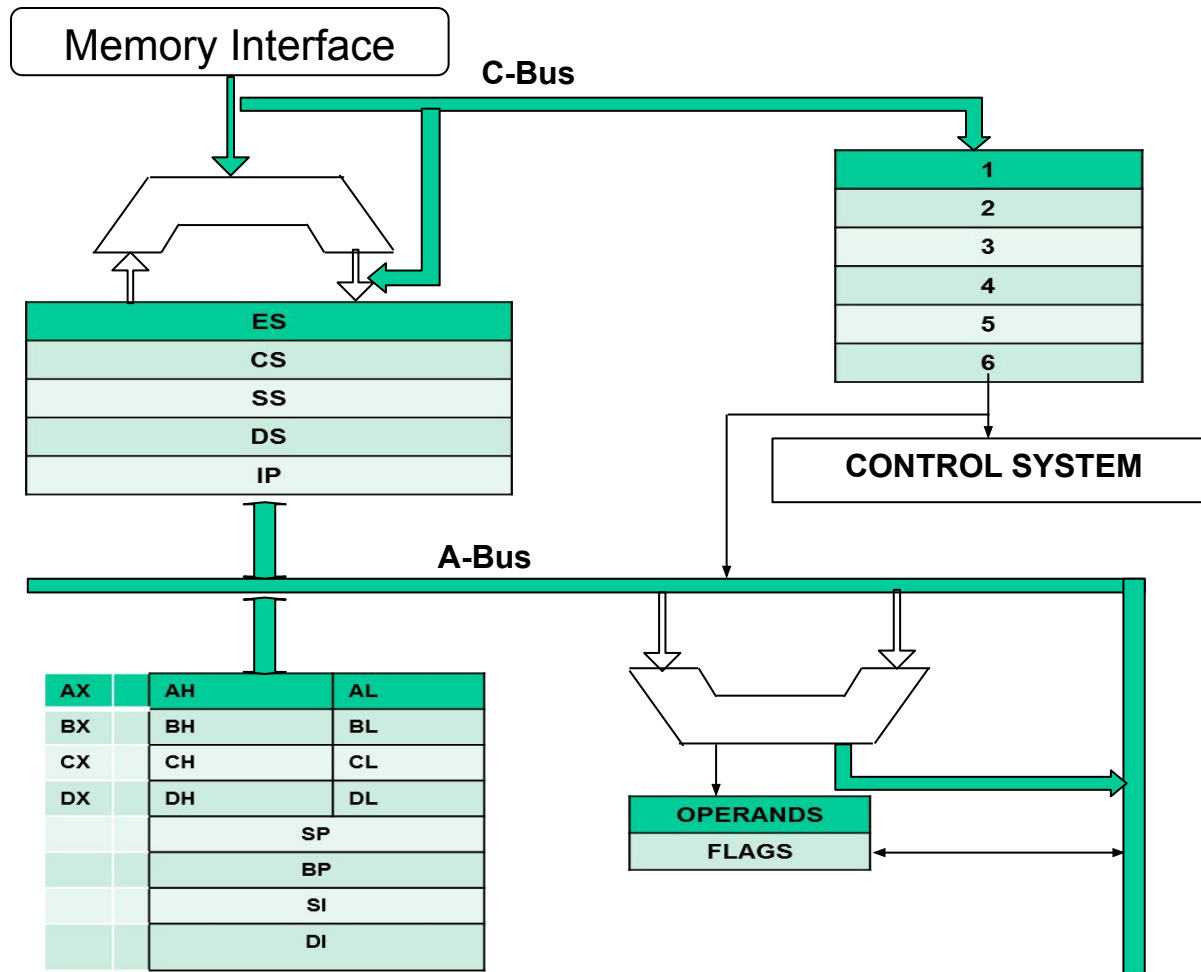 Memory Interface
C-Bus
1
2
3
4
5
6
ES
CS
SS
DS
IP
CONTROL SYSTEM
A-Bus
AX AH AL
BX BH BL
CX CH CL
DX DH DL
SP
BP
SI
DI
OPERANDS
FLAGS